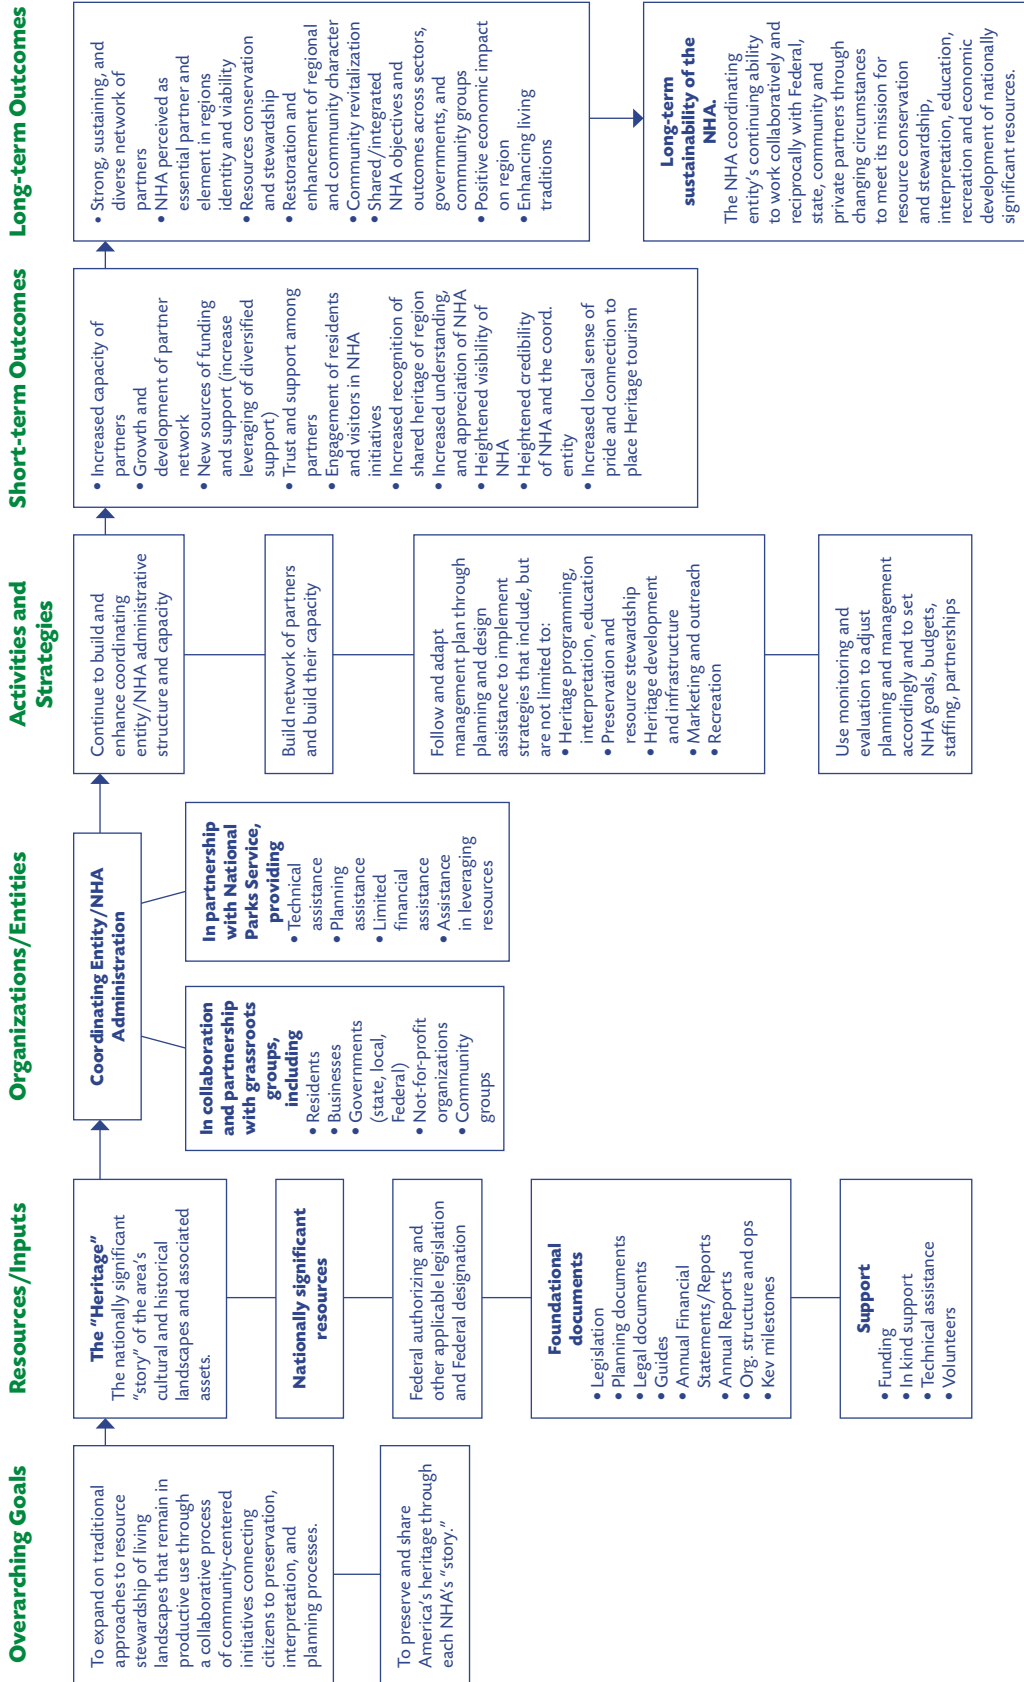 Overarching Goals
To expand on traditional
approaches to resource
stewardship of living
landscapes that remain in
productive use through
a collaborative process
of community-centered
initiatives connecting
citizens to preservation,
interpretation, and
planning processes.
To preserve and share
America's heritage through
each NHA's “story.”
Resources/Inputs
The “Heritage”
The nationally significant
“story” of the area's
cultural and historical
landscapes and associated
assets.
Nationally significant
resources
Federal authorizing and
other applicable legislation
and Federal designation
Foundational
documents
• Legislation
• Planning documents
• Legal documents
• Guides
• Annual Financial
Statements/Reports
• Annual Reports
• Org. structure and ops
• Key milestones
Support
• Funding
• In kind support
• Technical assistance
• Volunteers
Organizations/Entities
Coordinating Entity/NHA
Administration
In collaboration
and partnership
with grassroots
groups,
including
• Residents
• Businesses
• Governments
(state, local,
Federal)
• Not-for-profit
organizations
• Community
groups
In partnership
with National
Parks Service,
providing
• Technical
assistance
• Planning
assistance
• Limited
financial
assistance
• Assistance
in leveraging
resources
Activities and
Strategies
Continue to build and
enhance coordinating
entity/NHA administrative
structure and capacity
Build network of partners
and build their capacity
Follow and adapt
management plan through
planning and design
assistance to implement
strategies that include, but
are not limited to:
• Heritage programming,
interpretation, education
• Preservation and
resource stewardship
• Heritage development
and infrastructure
• Marketing and outreach
• Recreation
Use monitoring and
evaluation to adjust
planning and management
accordingly and to set
NHA goals, budgets,
staffing, partnerships
Short-term Outcomes
• Increased capacity of
partners
• Growth and
development of partner
network
• New sources of funding
and support (increase
leveraging of diversified
support)
• Trust and support among
partners
• Engagement of residents
and visitors in NHA
initiatives
• Increased recognition of
shared heritage of region
• Increased understanding,
and appreciation of NHA
• Heightened visibility of
NHA
• Heightened credibility
of NHA and the coord.
entity
• Increased local sense of
pride and connection to
place Heritage tourism
Long-term Outcomes
• Strong, sustaining, and
diverse network of
partners
• NHA perceived as
essential partner and
element in regions
identity and viability
• Resources conservation
and stewardship
• Restoration and
enhancement of regional
and community character
• Community revitalization
• Shared/integrated
NHA objectives and
outcomes across sectors,
governments, and
community groups
• Positive economic impact
on region
• Enhancing living
traditions
Long-term
sustainability of the
NHA.
The NHA coordinating
entity's continuing ability
to work collaboratively and
reciprocally with Federal,
state, community and
private partners through
changing circumstances
to meet its mission for
resource conservation
and stewardship,
interpretation, education,
recreation and economic
development of nationally
significant resources.